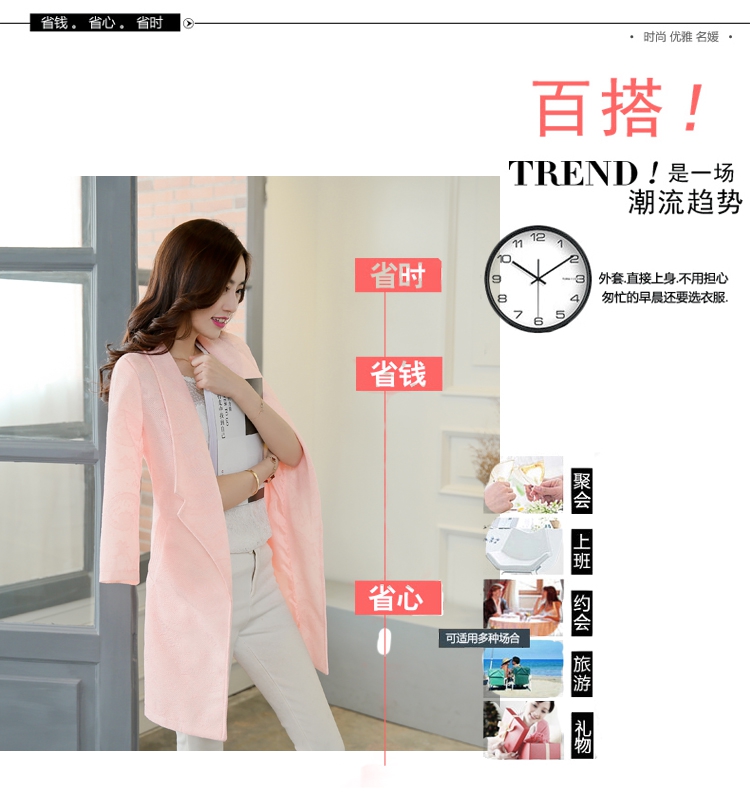 省钱。省心。省时
• 时尚 优雅 名媛 •
百搭！
TREND！是一场
潮流趋势
外套.直接上身.不用担心
匆忙的早晨还要选衣服.
省时
省钱
省心
可适用多种场合
聚会
上班
约会
旅游
礼物